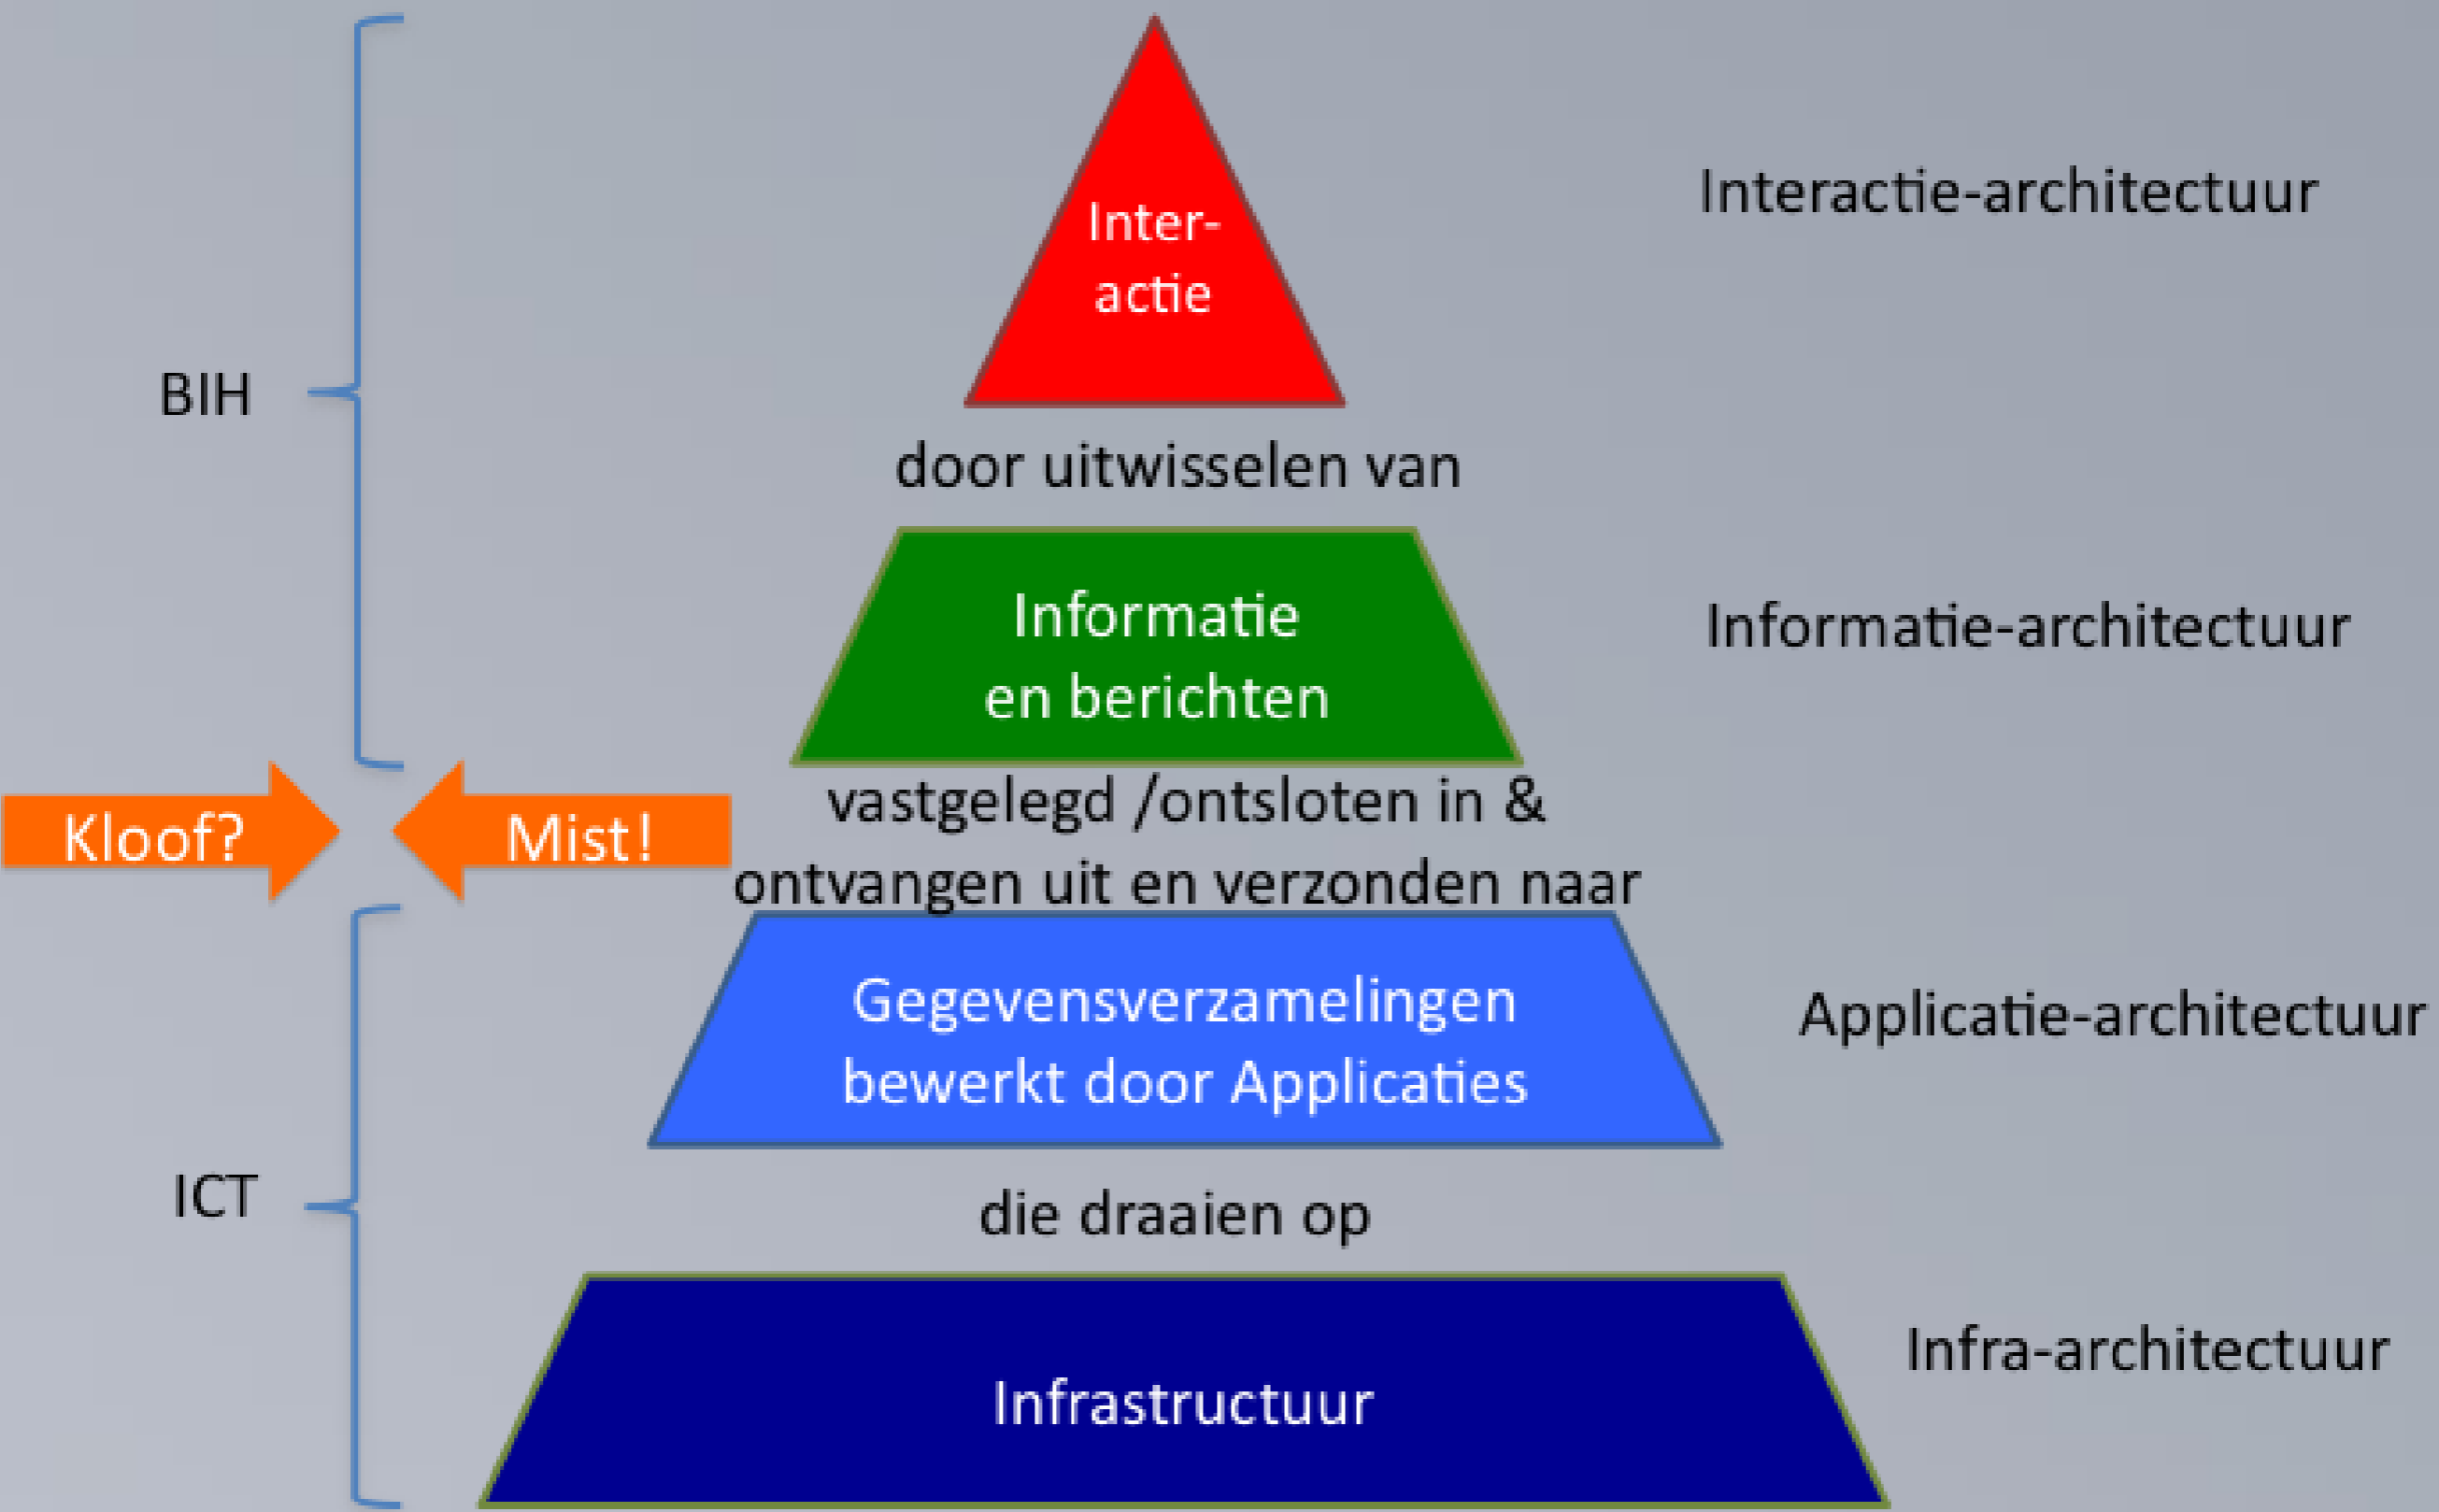 Inter-
actie
Interactie-architectuur
BIH
door uitwisselen van
Informatie
en berichten
Informatie-architectuur
Kloof?
Mist!
vastgelegd /ontsloten in &
ontvangen uit en verzonden naar
Gegevensverzamelingen
bewerkt door Applicaties
Applicatie-architectuur
ICT
die draaien op
Infrastructuur
Infra-architectuur